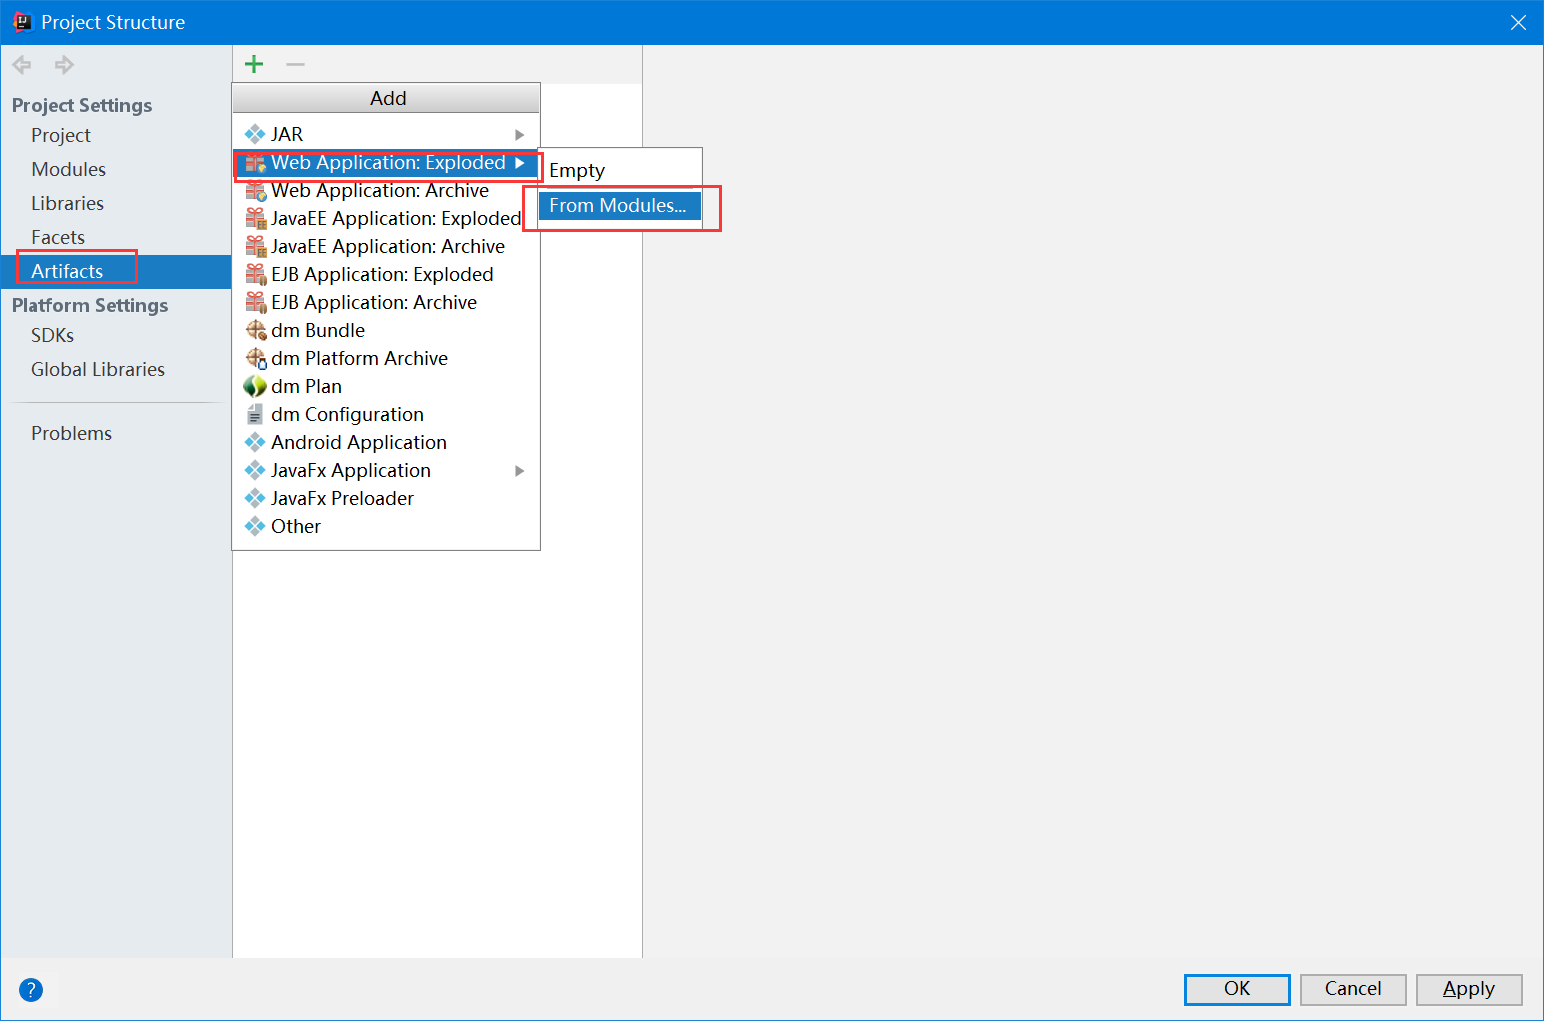 Project Structure
Project Settings
Project
Modules
Libraries
Facets
Artifacts
Platform Settings
SDKs
Global Libraries
Problems
Add
JAR
Web Application: Exploded
Web Application: Archive
JavaEE Application: Exploded
JavaEE Application: Archive
EJB Application: Exploded
EJB Application: Archive
dm Bundle
dm Platform Archive
dm Plan
dm Configuration
Android Application
JavaFx Application
JavaFx Preloader
Other
Empty
From Modules...
?
OK
Cancel
Apply